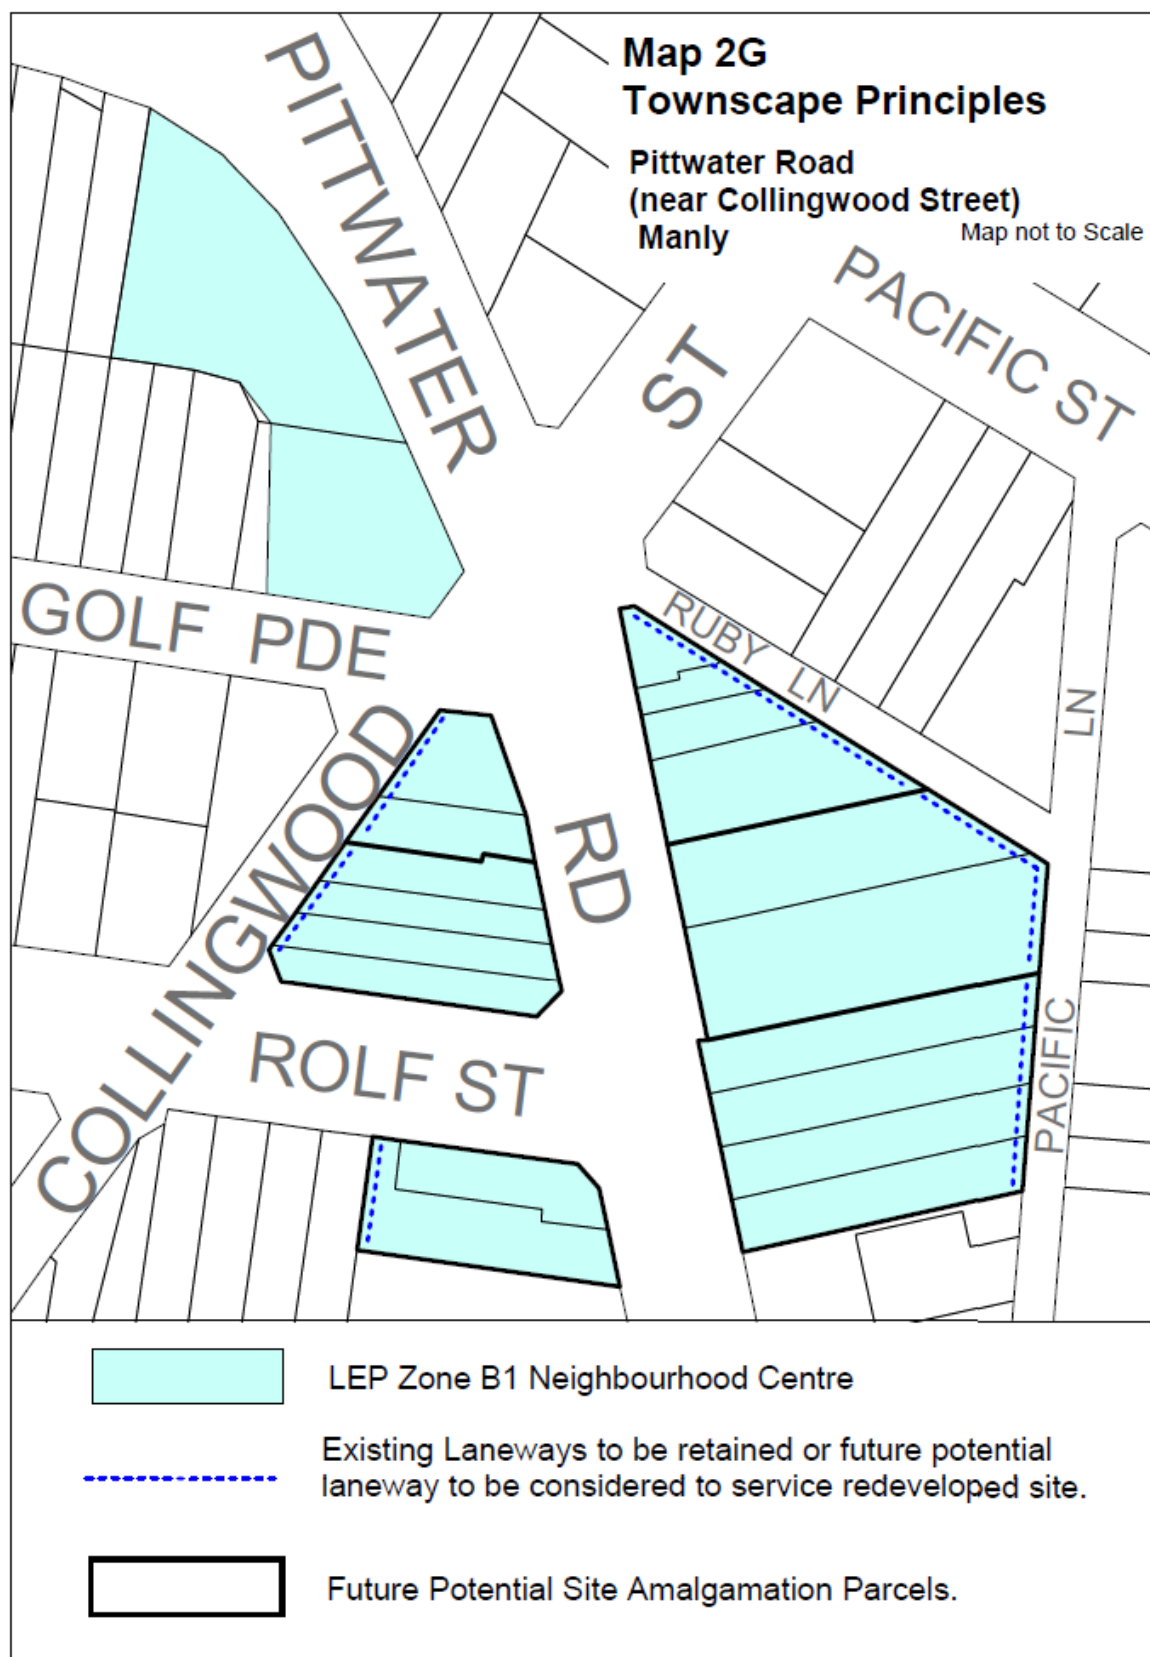 Map 2G
Townscape Principles
Pittwater Road
(near Collingwood Street)
Manly
Map not to Scale
PITTWATER
RD
PACIFIC ST
COLLINGWOOD
ST
RUBY LN
GOLF PDE
PACIFIC
LN
ROLF ST
LEP Zone B1 Neighbourhood Centre
Existing Laneways to be retained or future potential
laneway to be considered to service redeveloped site.
Future Potential Site Amalgamation Parcels.